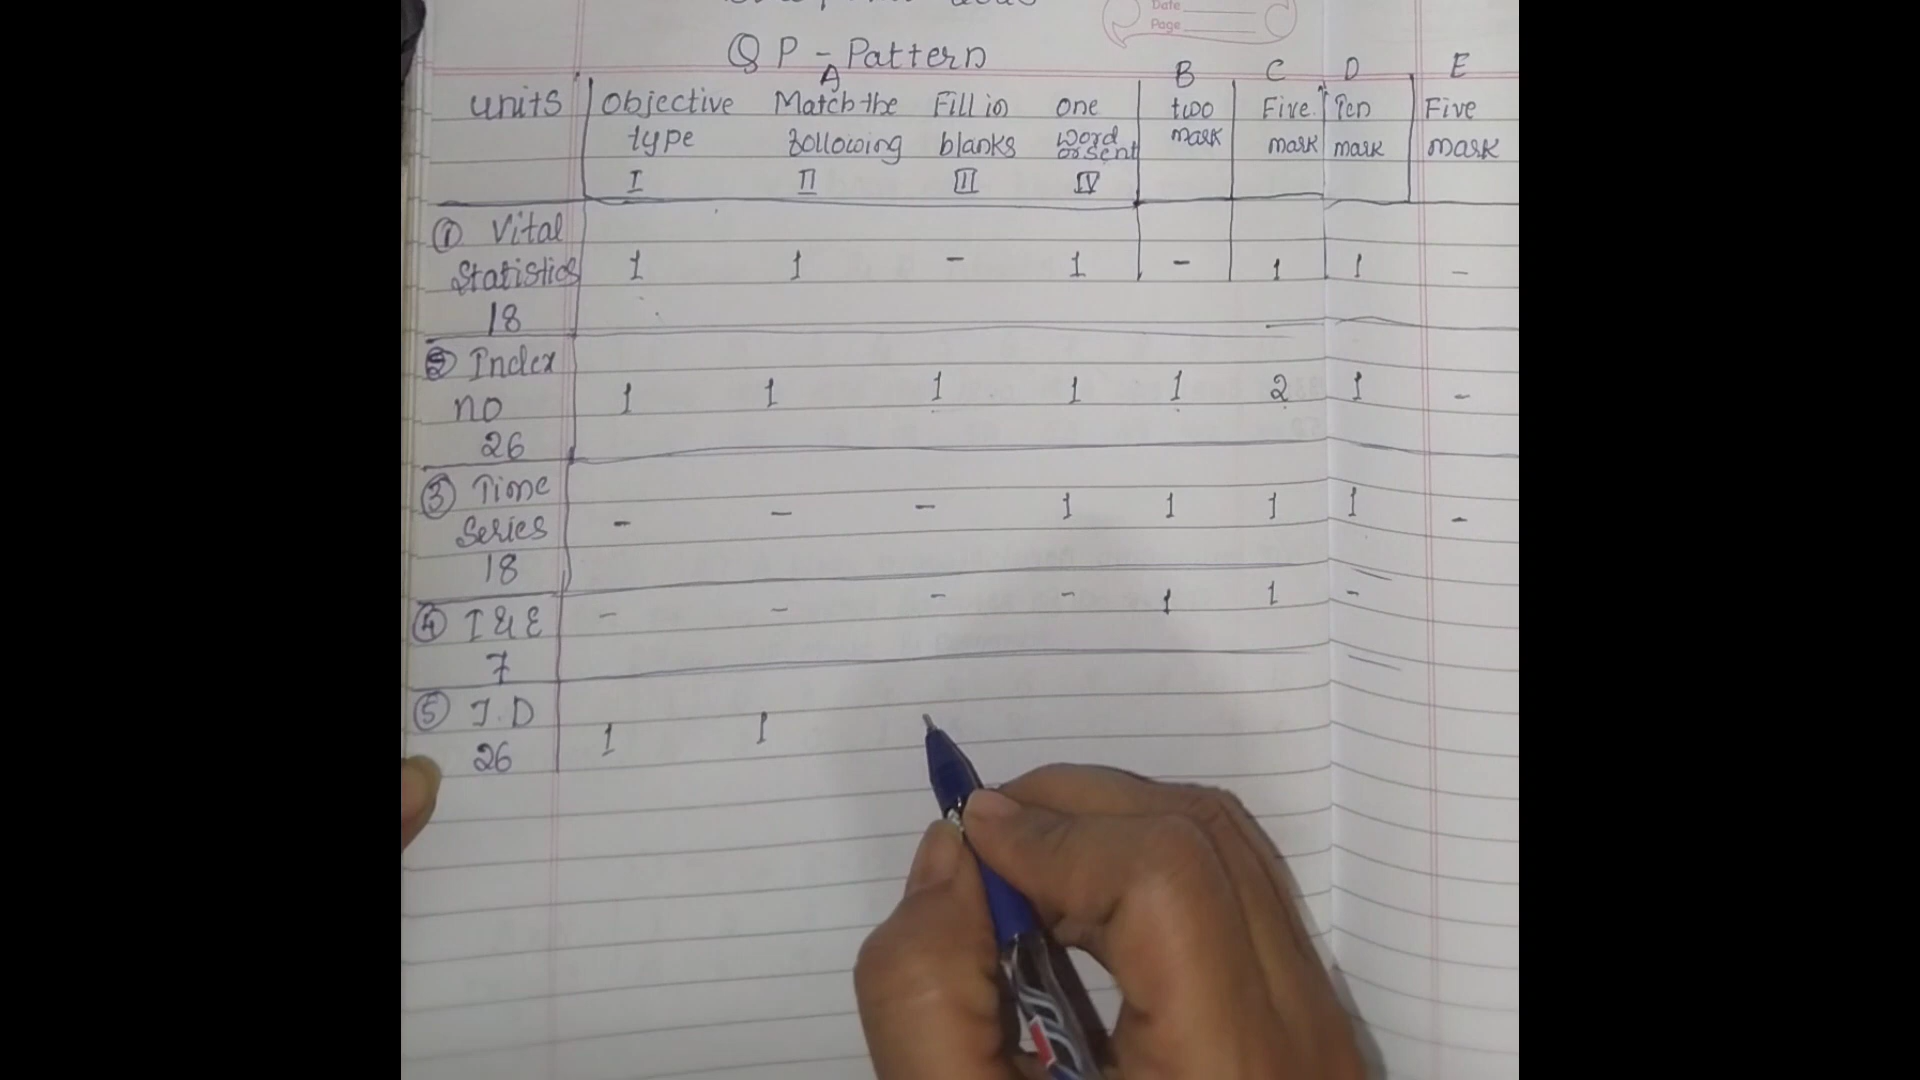 Date
Page
QP - Pattern
A B C D E
units Objective Match the Fill in one two Five Ten Five
type following blanks word mark mark mark mark
or sent
I II III IV
① Vital
Statistics 1 1 - 1 - 1 1 -
18
② Index
no 1 1 1 1 1 2 1 -
26
③ Time
Series - - - 1 1 1 1 -
18
④ I & E - - - - 1 1 -
7
⑤ T.D 1 1
26